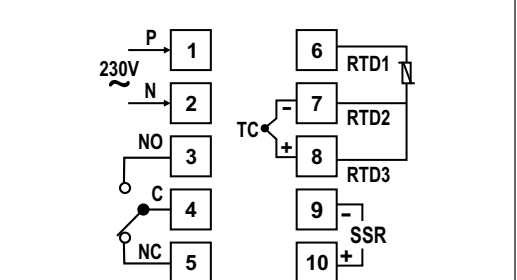 P 1 6
230V RTD1
~
N 2 - 7 RTD2
TC
NO 3 + 8
RTD3
C 4 9 -
SSR
NC 5 10 +